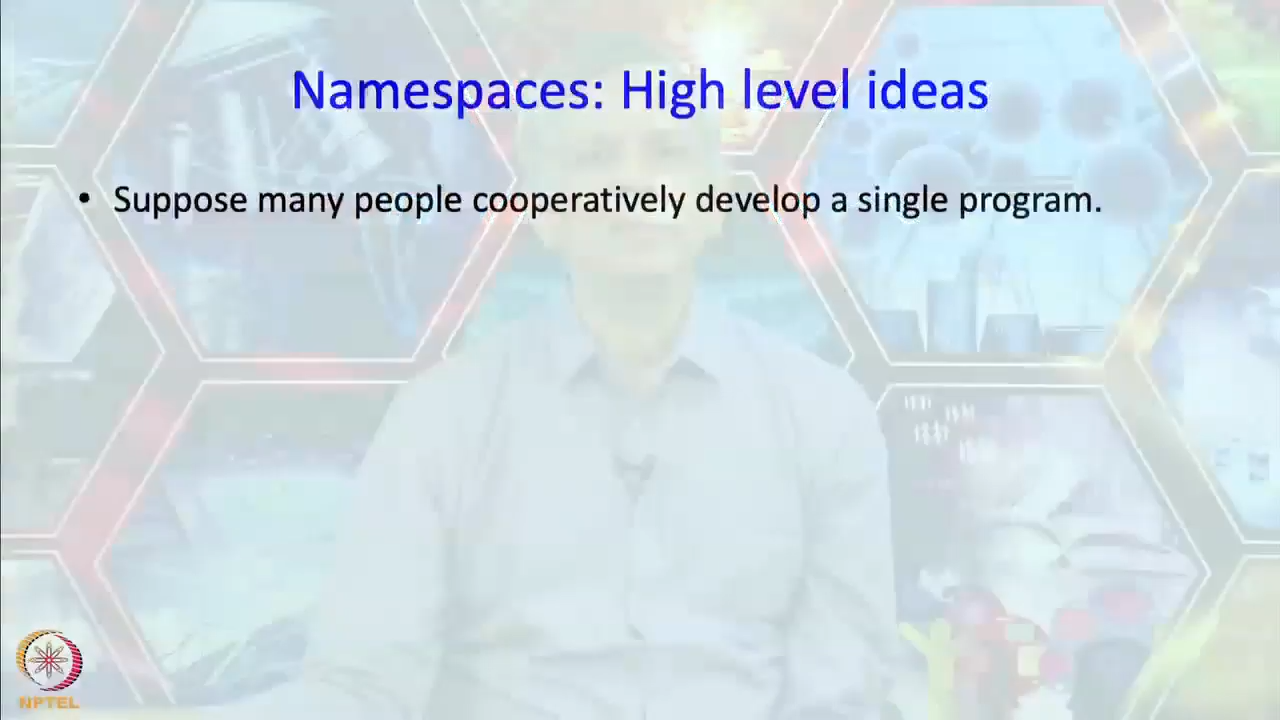 Namespaces: High level ideas
• Suppose many people cooperatively develop a single program.
NPTEL